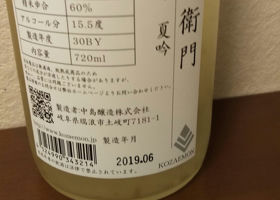 衛門
夏吟
精米歩合 60%
アルコール分 15.5度
製造年度 30BY
内容量 720ml
製造者:中島醸造株式会社
岐阜県瑞浪市土岐町7181-1
www.kozaemon.jp
製造年月
2019.06
4 524990 343214
KOZAEMON